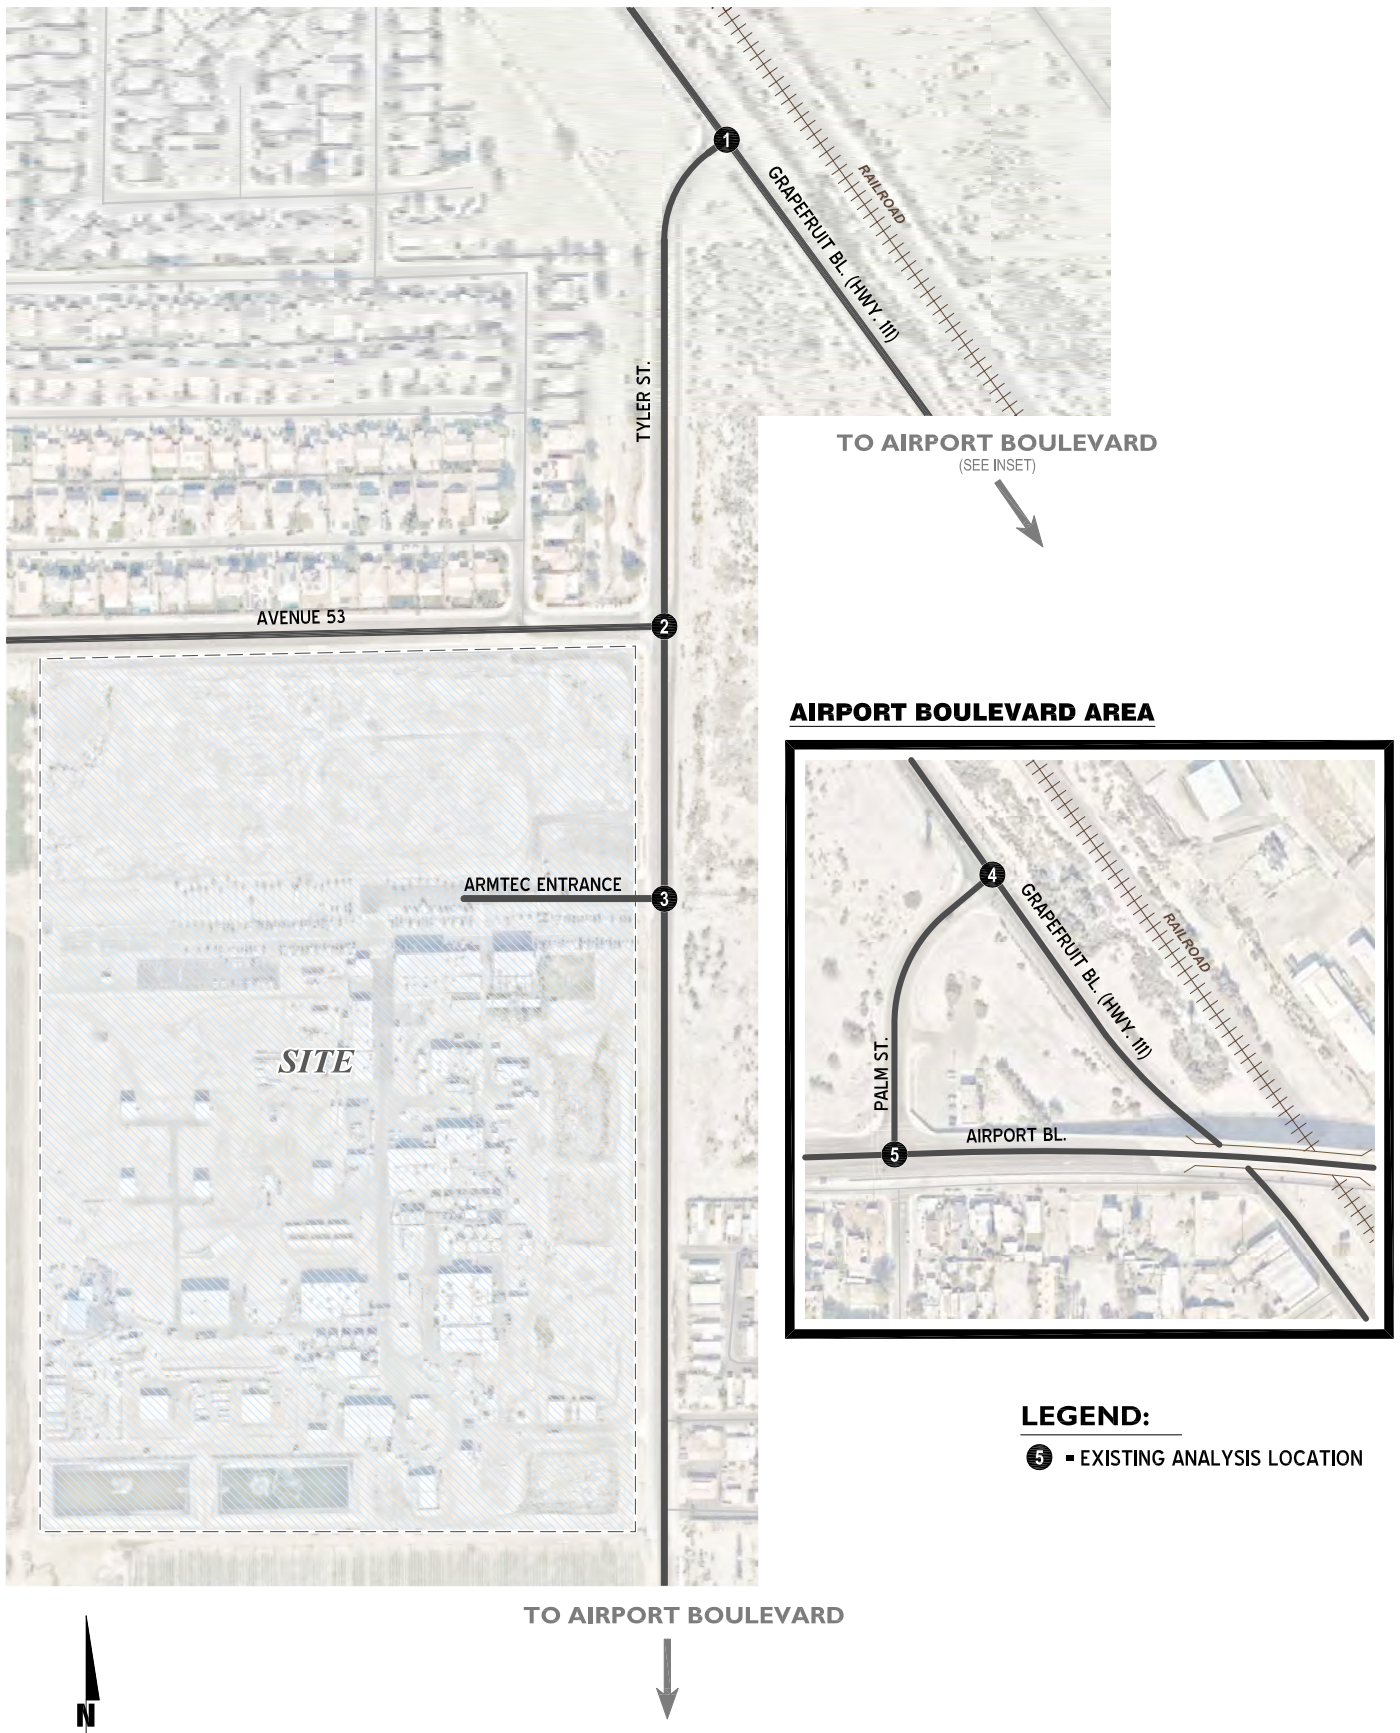 1
GRAPEFRUIT BL. (HWY. 111)
RAILROAD
TYLER ST.
TO AIRPORT BOULEVARD
(SEE INSET)
AVENUE 53
2
ARMTEC ENTRANCE
3
SITE
AIRPORT BOULEVARD AREA
4
GRAPEFRUIT BL. (HWY. 111)
RAILROAD
PALM ST.
AIRPORT BL.
5
LEGEND:
5 - EXISTING ANALYSIS LOCATION
TO AIRPORT BOULEVARD
N